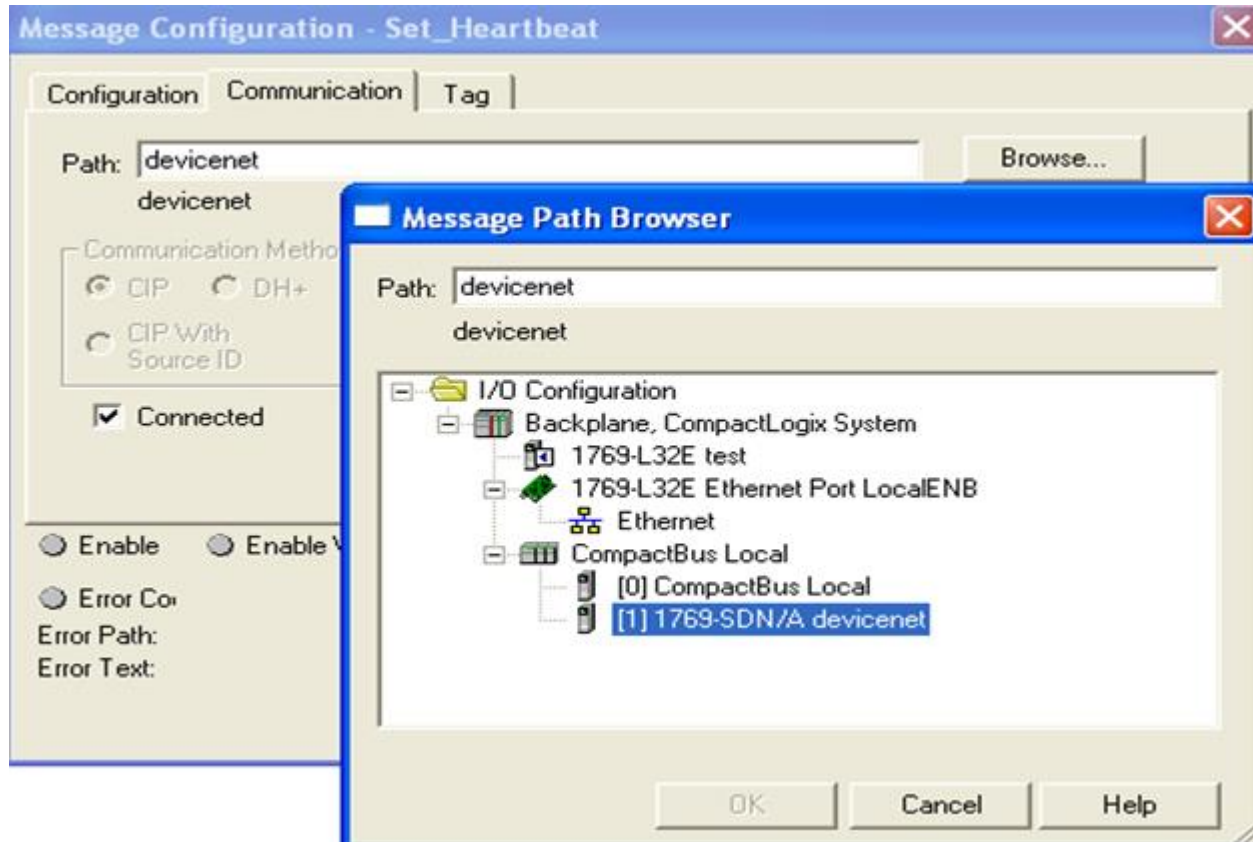 Message Configuration - Set_Heartbeat
Configuration Communication Tag
Path: devicenet Browse...
devicenet
Message Path Browser
Communication Metho
CIP DH+
CIP With
Source ID
Connected
Path: devicenet
devicenet
I/O Configuration
Backplane, CompactLogix System
1769-L32E test
1769-L32E Ethernet Port LocalENB
Ethernet
CompactBus Local
[0] CompactBus Local
[1] 1769-SDN/A devicenet
Enable Enable
Error Co
Error Path:
Error Text:
OK Cancel Help